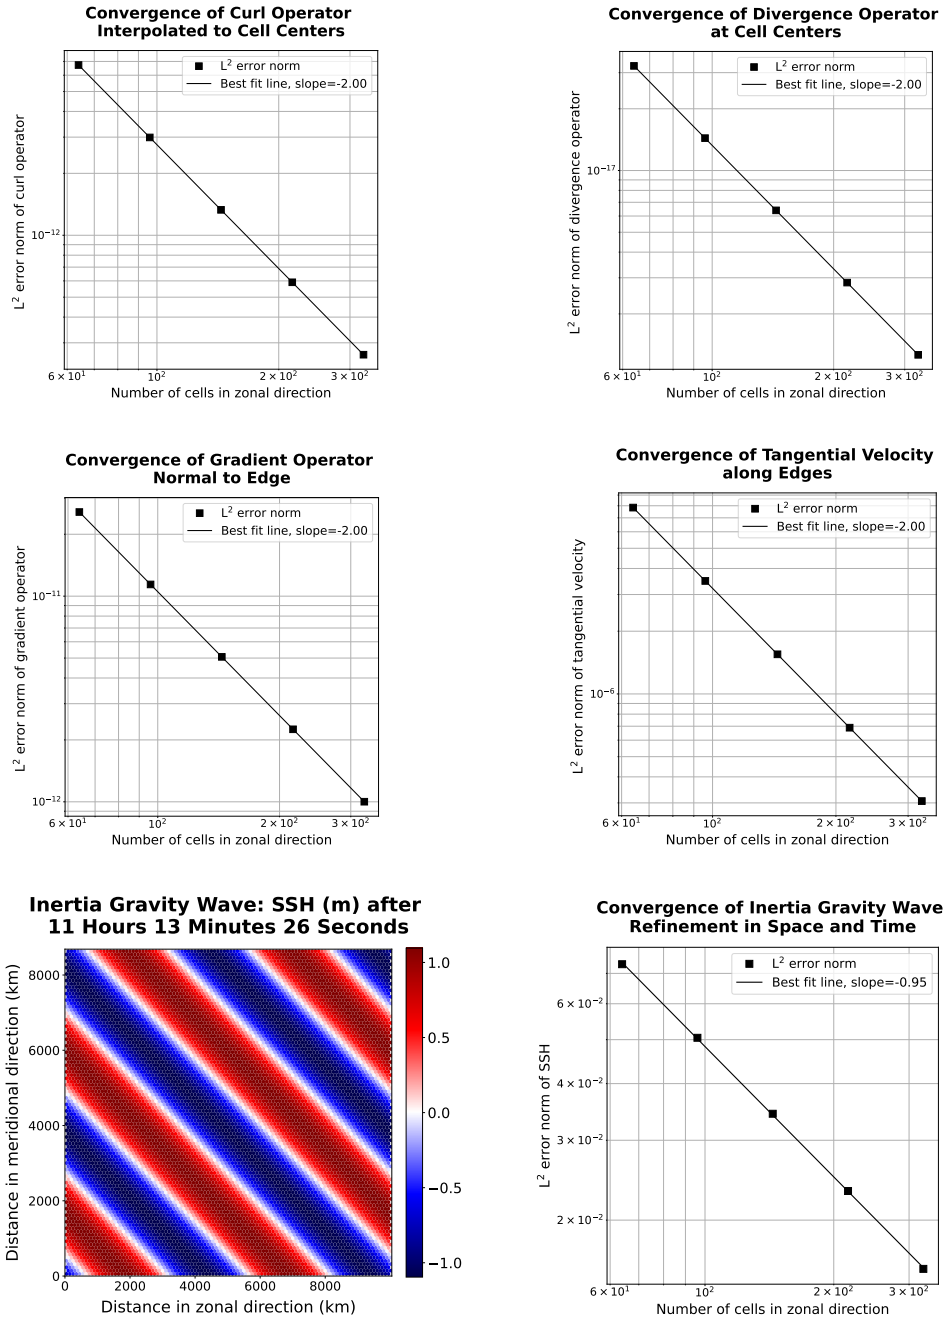 Convergence of Curl Operator
Interpolated to Cell Centers
L² error norm
Best fit line, slope=-2.00
L² error norm of curl operator
10⁻¹²
6 × 10¹
10²
2 × 10²
3 × 10²
Number of cells in zonal direction
Convergence of Divergence Operator
at Cell Centers
L² error norm
Best fit line, slope=-2.00
L² error norm of divergence operator
10⁻¹⁷
6 × 10¹
10²
2 × 10²
3 × 10²
Number of cells in zonal direction
Convergence of Gradient Operator
Normal to Edge
L² error norm
Best fit line, slope=-2.00
L² error norm of gradient operator
10⁻¹¹
10⁻¹²
6 × 10¹
10²
2 × 10²
3 × 10²
Number of cells in zonal direction
Convergence of Tangential Velocity
along Edges
L² error norm
Best fit line, slope=-2.00
L² error norm of tangential velocity
10⁻⁶
6 × 10¹
10²
2 × 10²
3 × 10²
Number of cells in zonal direction
Inertia Gravity Wave: SSH (m) after
11 Hours 13 Minutes 26 Seconds
Distance in meridional direction (km)
8000
6000
4000
2000
0
0
2000
4000
6000
8000
Distance in zonal direction (km)
1.0
0.5
0.0
−0.5
−1.0
Convergence of Inertia Gravity Wave
Refinement in Space and Time
L² error norm
Best fit line, slope=-0.95
L² error norm of SSH
6 × 10⁻²
4 × 10⁻²
3 × 10⁻²
2 × 10⁻²
6 × 10¹
10²
2 × 10²
3 × 10²
Number of cells in zonal direction